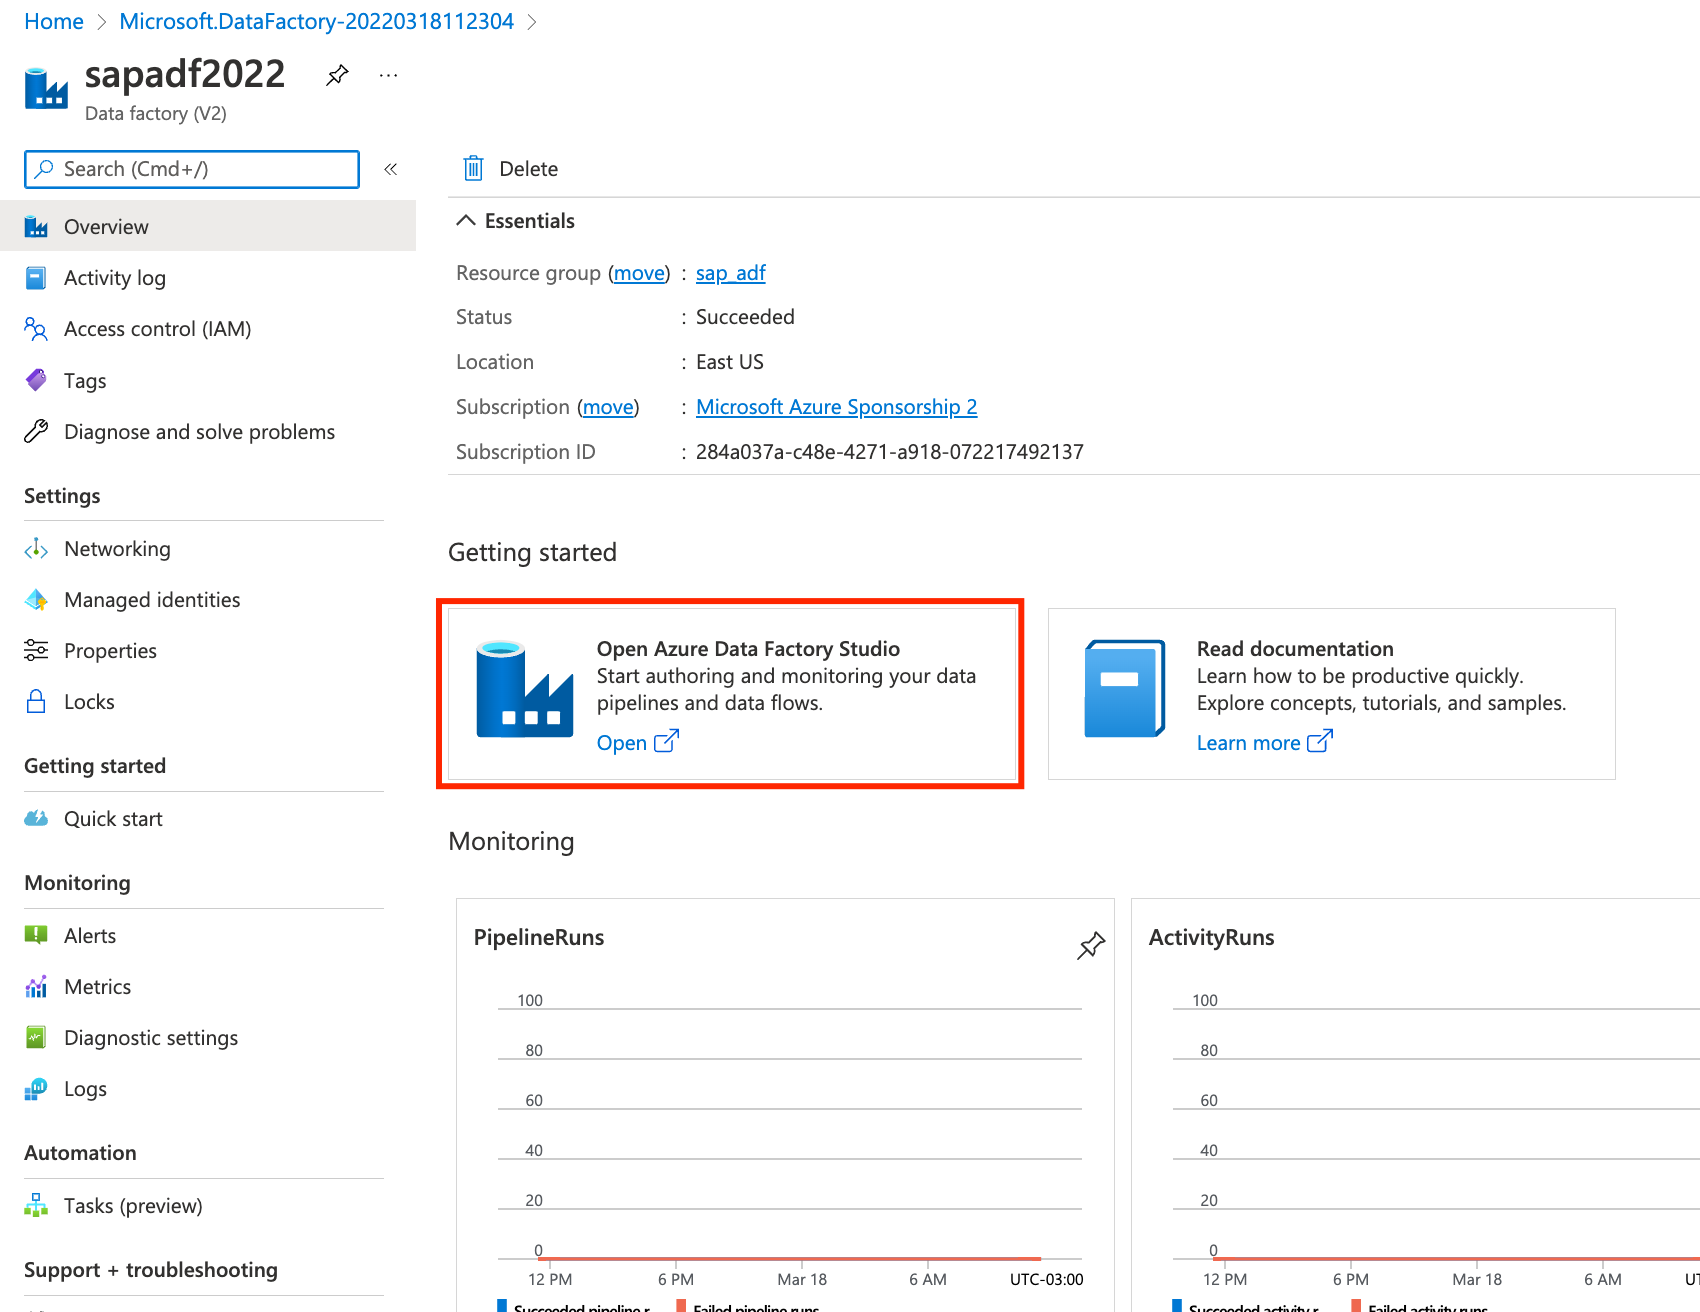 Home > Microsoft.DataFactory-20220318112304 >
sapadf2022 ...
Data factory (V2)
Search (Cmd+/) «
Overview
Activity log
Access control (IAM)
Tags
Diagnose and solve problems
Settings
Networking
Managed identities
Properties
Locks
Getting started
Quick start
Monitoring
Alerts
Metrics
Diagnostic settings
Logs
Automation
Tasks (preview)
Support + troubleshooting
Delete
Essentials
Resource group (move) : sap_adf
Status : Succeeded
Location : East US
Subscription (move) : Microsoft Azure Sponsorship 2
Subscription ID : 284a037a-c48e-4271-a918-072217492137
Getting started
Open Azure Data Factory Studio
Start authoring and monitoring your data
pipelines and data flows.
Open
Read documentation
Learn how to be productive quickly.
Explore concepts, tutorials, and samples.
Learn more
Monitoring
PipelineRuns
100
80
60
40
20
0
12 PM 6 PM Mar 18 6 AM UTC-03:00
Succeeded pipeline r Failed pipeline runs
ActivityRuns
100
80
60
40
20
0
12 PM 6 PM Mar 18 6 AM UT
Succeeded activity r Failed activity runs